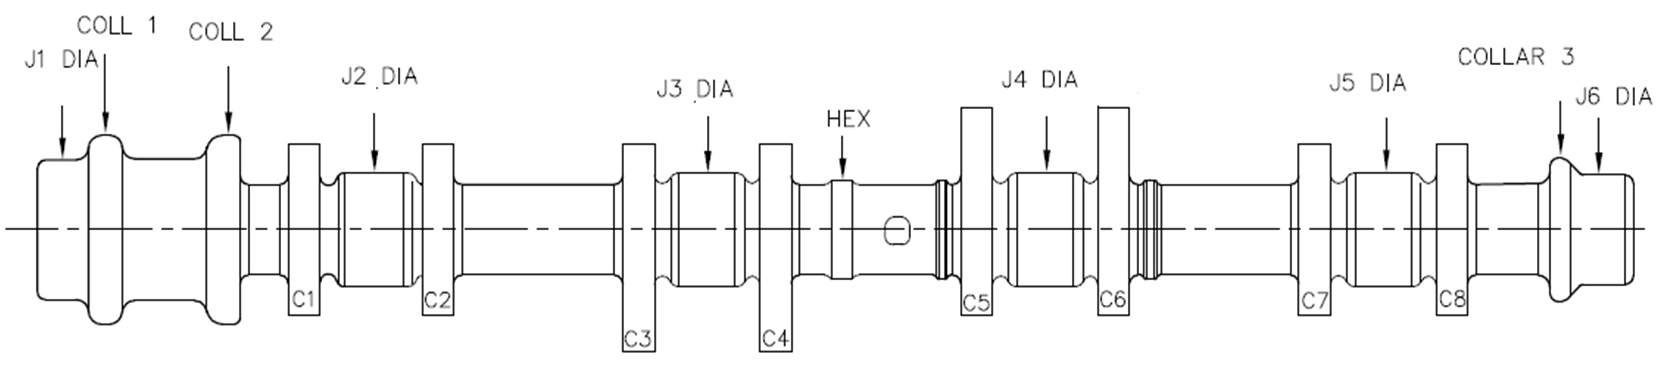 COLL 1
COLL 2
J1 DIA
J2 DIA
J3 DIA
HEX
J4 DIA
J5 DIA
COLLAR 3
J6 DIA
C1
C2
C3
C4
C5
C6
C7
C8